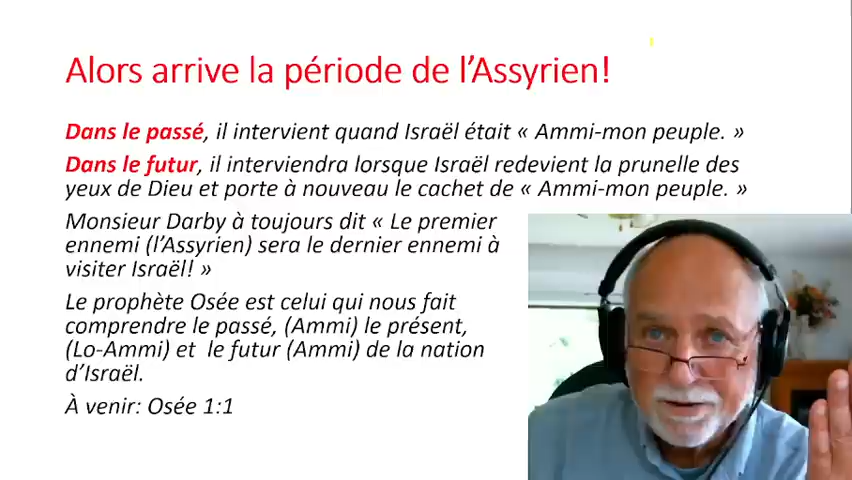 Alors arrive la période de l'Assyrien!
Dans le passé, il intervient quand Israël était « Ammi-mon peuple. »
Dans le futur, il interviendra lorsque Israël redevient la prunelle des
yeux de Dieu et porte à nouveau le cachet de « Ammi-mon peuple. »
Monsieur Darby à toujours dit « Le premier
ennemi (l'Assyrien) sera le dernier ennemi à
visiter Israël! »
Le prophète Osée est celui qui nous fait
comprendre le passé, (Ammi) le présent,
(Lo-Ammi) et le futur (Ammi) de la nation
d'Israël.
À venir: Osée 1:1